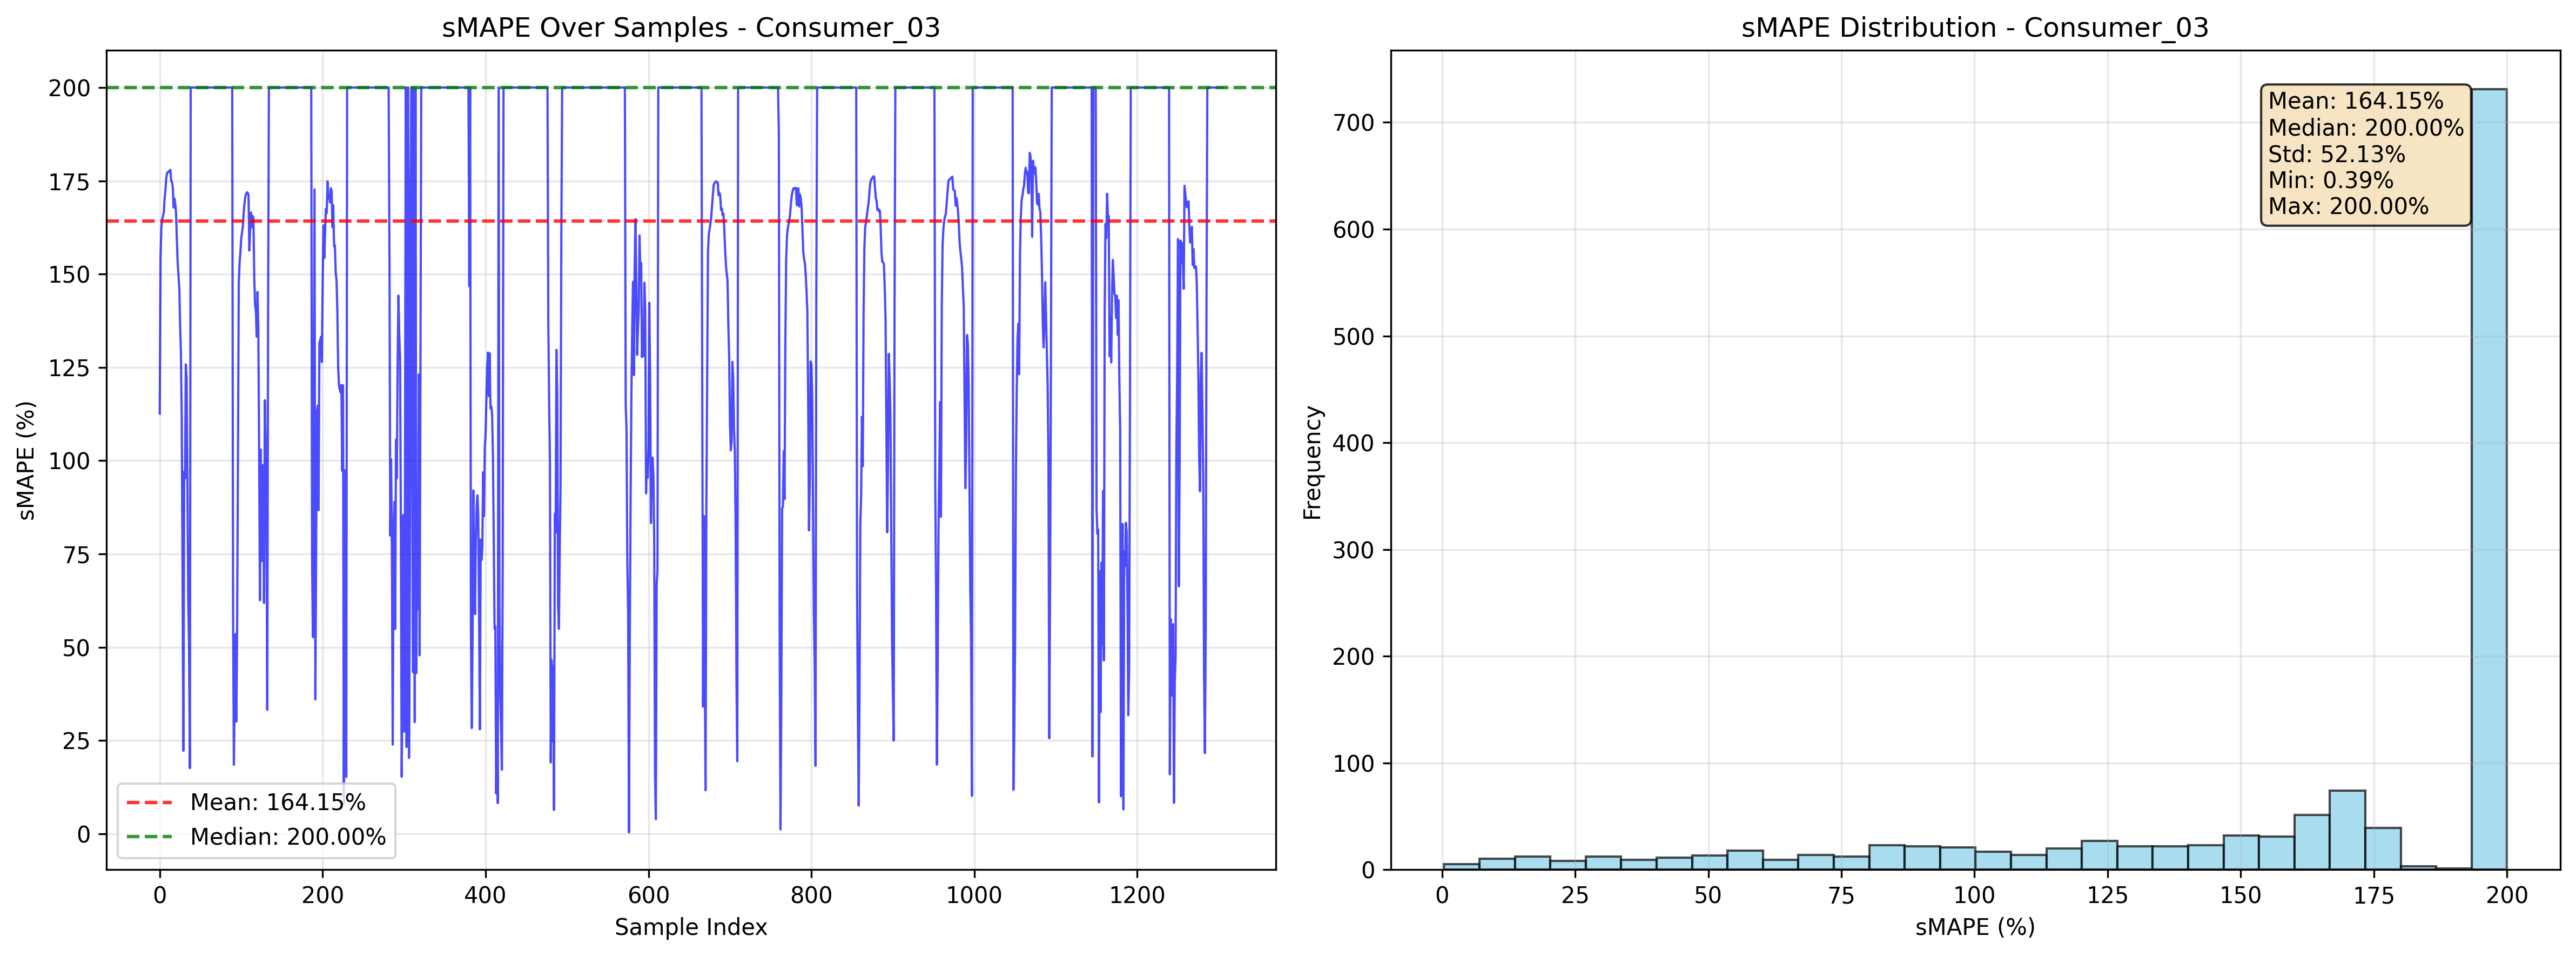 sMAPE Over Samples - Consumer_03
sMAPE (%)
200
175
150
125
100
75
50
25
0
Mean: 164.15%
Median: 200.00%
0
200
400
600
800
1000
1200
Sample Index
sMAPE Distribution - Consumer_03
Frequency
700
600
500
400
300
200
100
0
Mean: 164.15%
Median: 200.00%
Std: 52.13%
Min: 0.39%
Max: 200.00%
0
25
50
75
100
125
150
175
200
sMAPE (%)